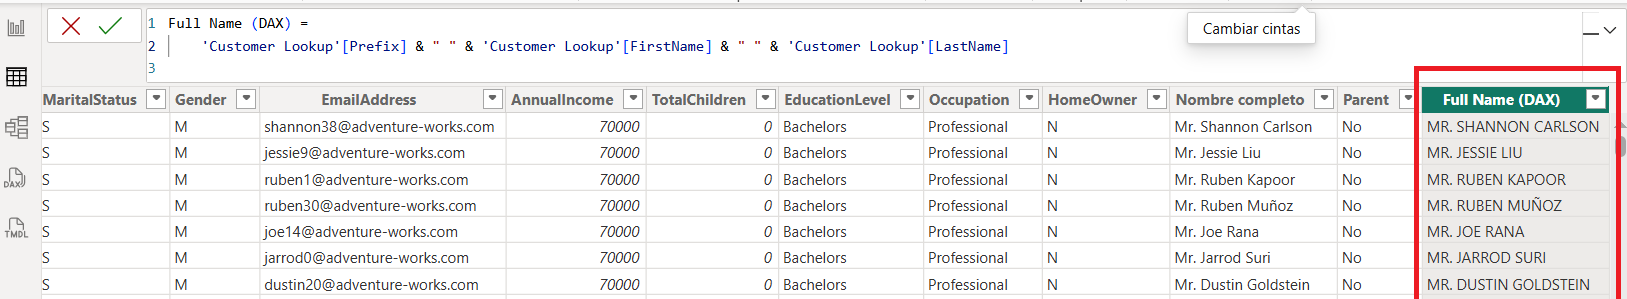 1 Full Name (DAX) =
2 'Customer Lookup'[Prefix] & " " & 'Customer Lookup'[FirstName] & " " & 'Customer Lookup'[LastName]
3
Cambiar cintas
MaritalStatus Gender EmailAddress AnnualIncome TotalChildren EducationLevel Occupation HomeOwner Nombre completo Parent Full Name (DAX)
S M shannon38@adventure-works.com 70000 0 Bachelors Professional N Mr. Shannon Carlson No MR. SHANNON CARLSON
S M jessie9@adventure-works.com 70000 0 Bachelors Professional N Mr. Jessie Liu No MR. JESSIE LIU
S M ruben1@adventure-works.com 70000 0 Bachelors Professional N Mr. Ruben Kapoor No MR. RUBEN KAPOOR
S M ruben30@adventure-works.com 70000 0 Bachelors Professional N Mr. Ruben Muñoz No MR. RUBEN MUÑOZ
S M joe14@adventure-works.com 70000 0 Bachelors Professional N Mr. Joe Rana No MR. JOE RANA
S M jarrod0@adventure-works.com 70000 0 Bachelors Professional N Mr. Jarrod Suri No MR. JARROD SURI
S M dustin20@adventure-works.com 70000 0 Bachelors Professional N Mr. Dustin Goldstein No MR. DUSTIN GOLDSTEIN
DAX
TMDL